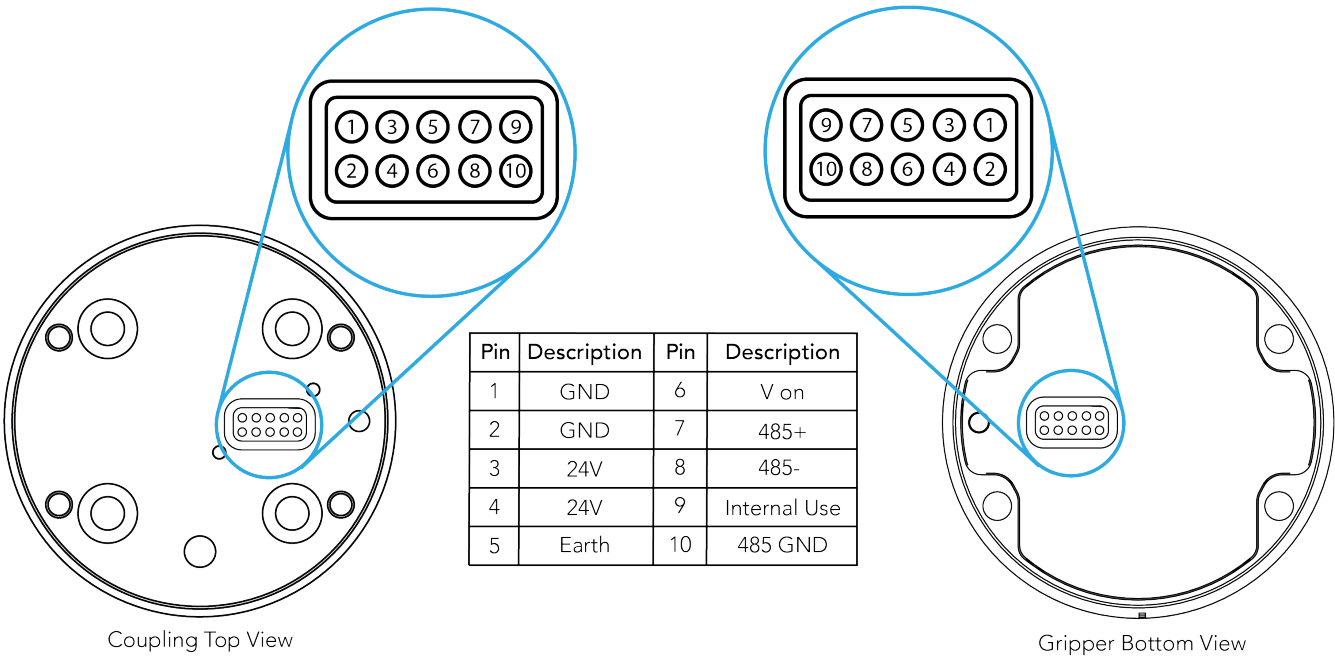 1 3 5 7 9
2 4 6 8 10
9 7 5 3 1
10 8 6 4 2
Pin Description Pin Description
1 GND 6 V on
2 GND 7 485+
3 24V 8 485-
4 24V 9 Internal Use
5 Earth 10 485 GND
Coupling Top View
Gripper Bottom View